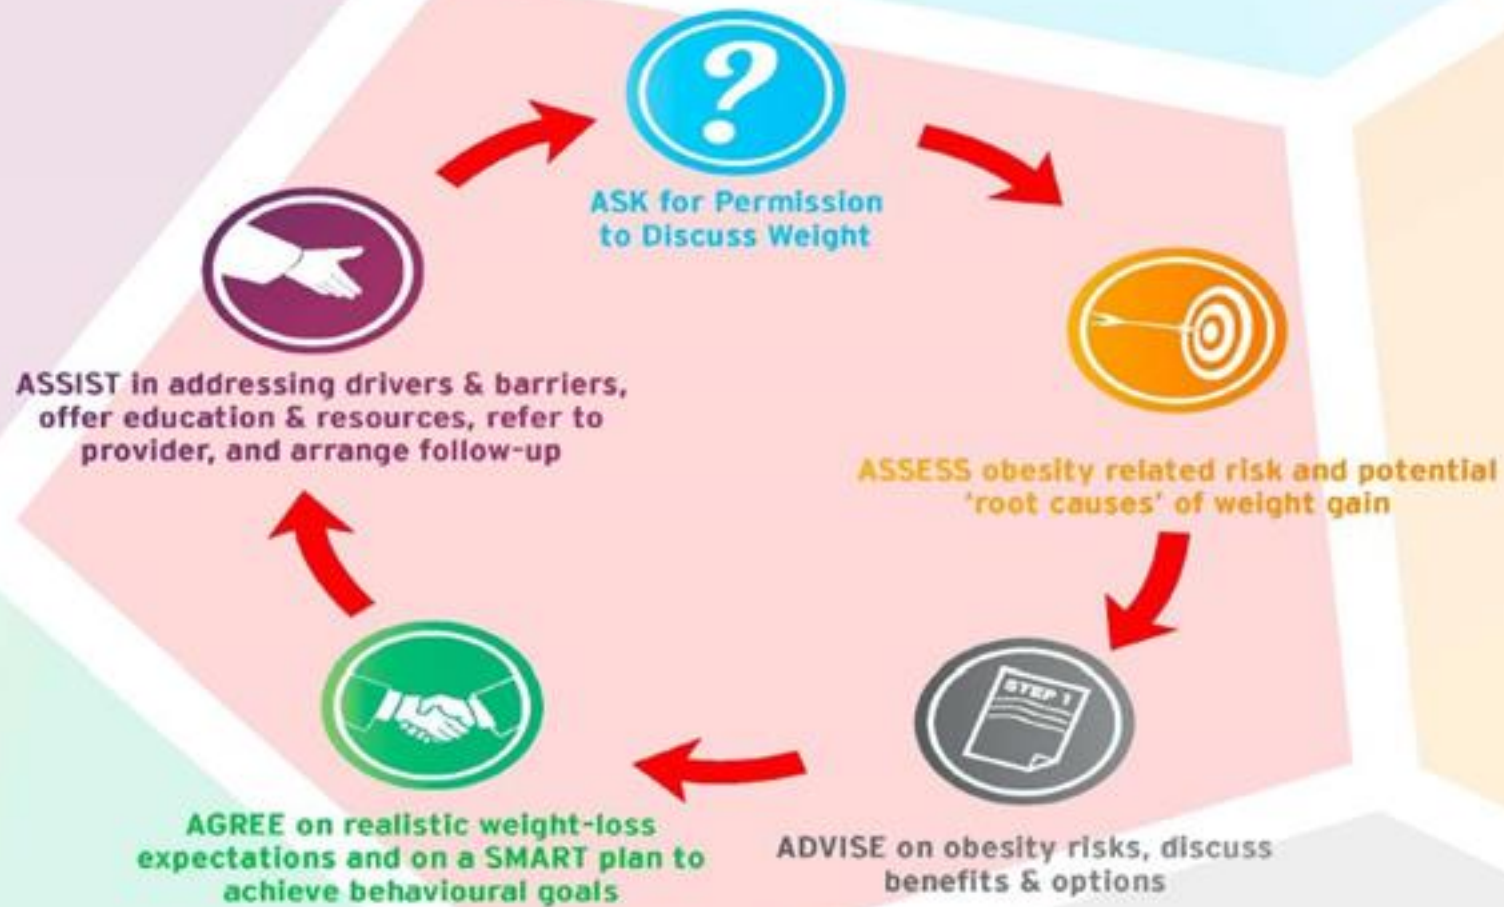 ASK for Permission
to Discuss Weight
ASSESS obesity related risk and potential
'root causes' of weight gain
STEP 1
ADVISE on obesity risks, discuss
benefits & options
AGREE on realistic weight-loss
expectations and on a SMART plan to
achieve behavioural goals
ASSIST in addressing drivers & barriers,
offer education & resources, refer to
provider, and arrange follow-up